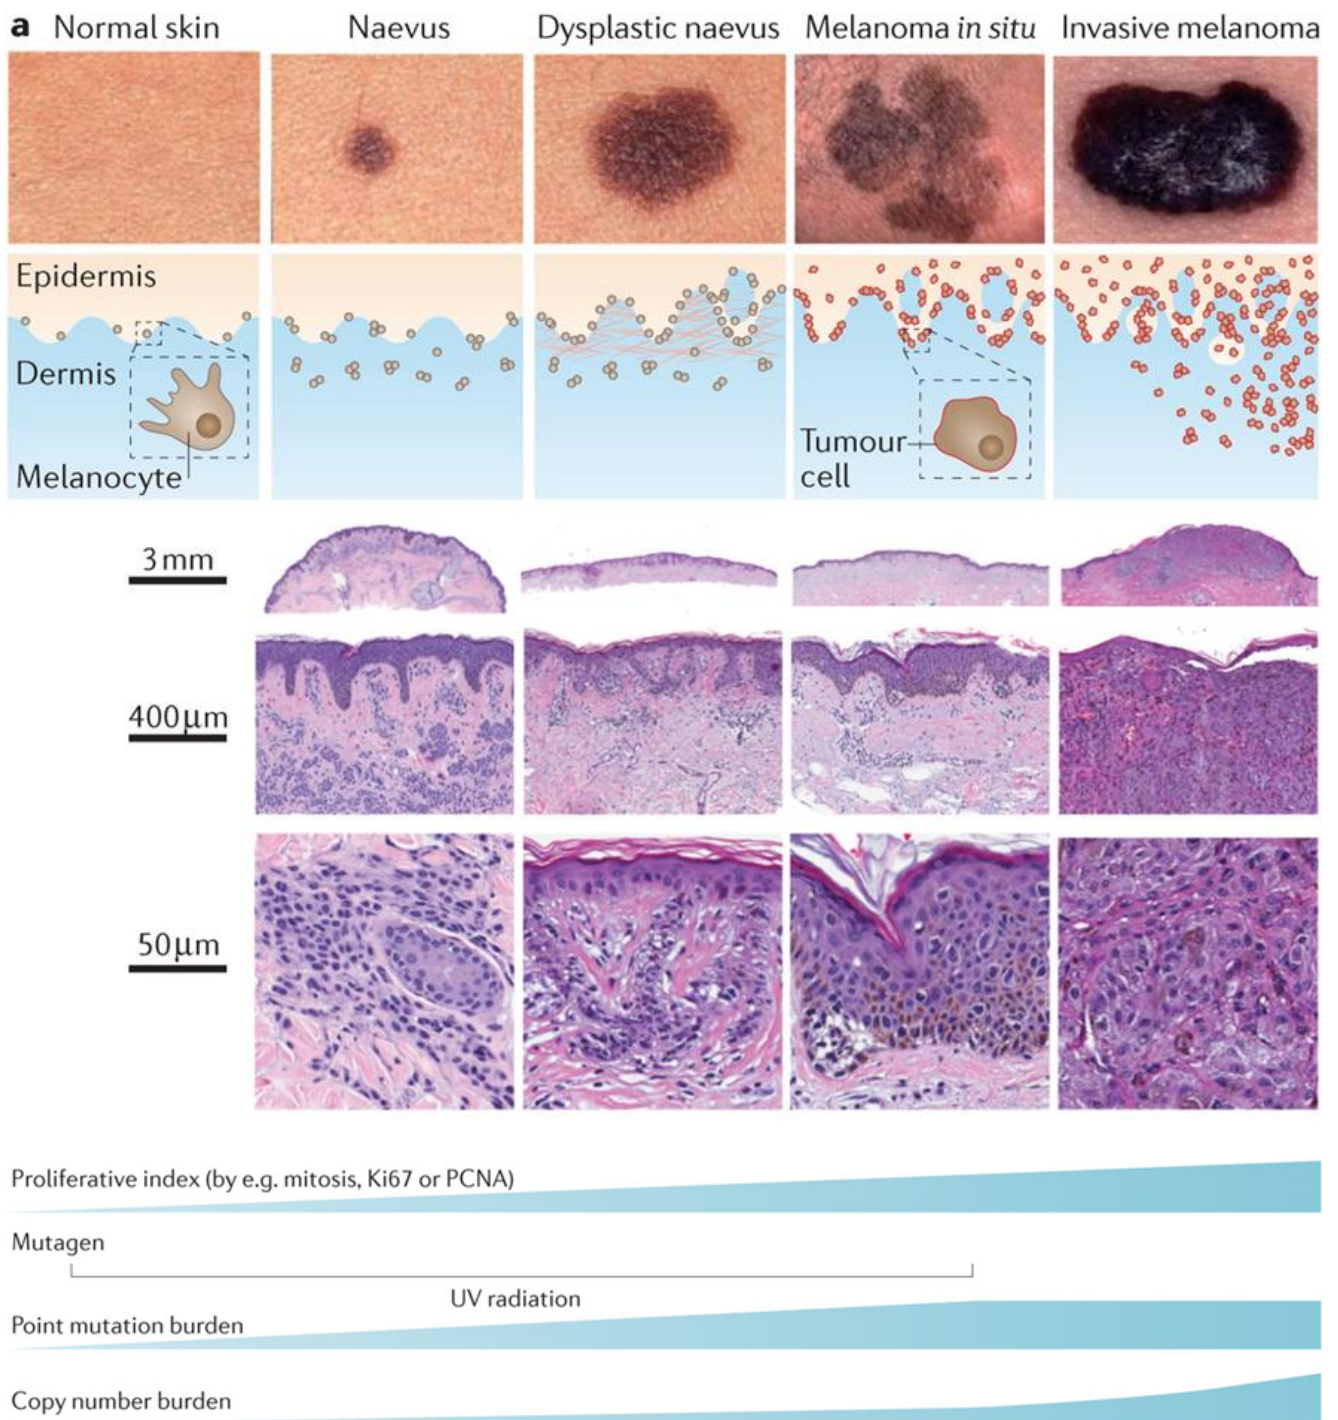 a Normal skin Naevus Dysplastic naevus Melanoma in situ Invasive melanoma
Epidermis
Dermis
Melanocyte
Tumour
cell
3 mm
400 µm
50 µm
Proliferative index (by e.g. mitosis, Ki67 or PCNA)
Mutagen
UV radiation
Point mutation burden
Copy number burden